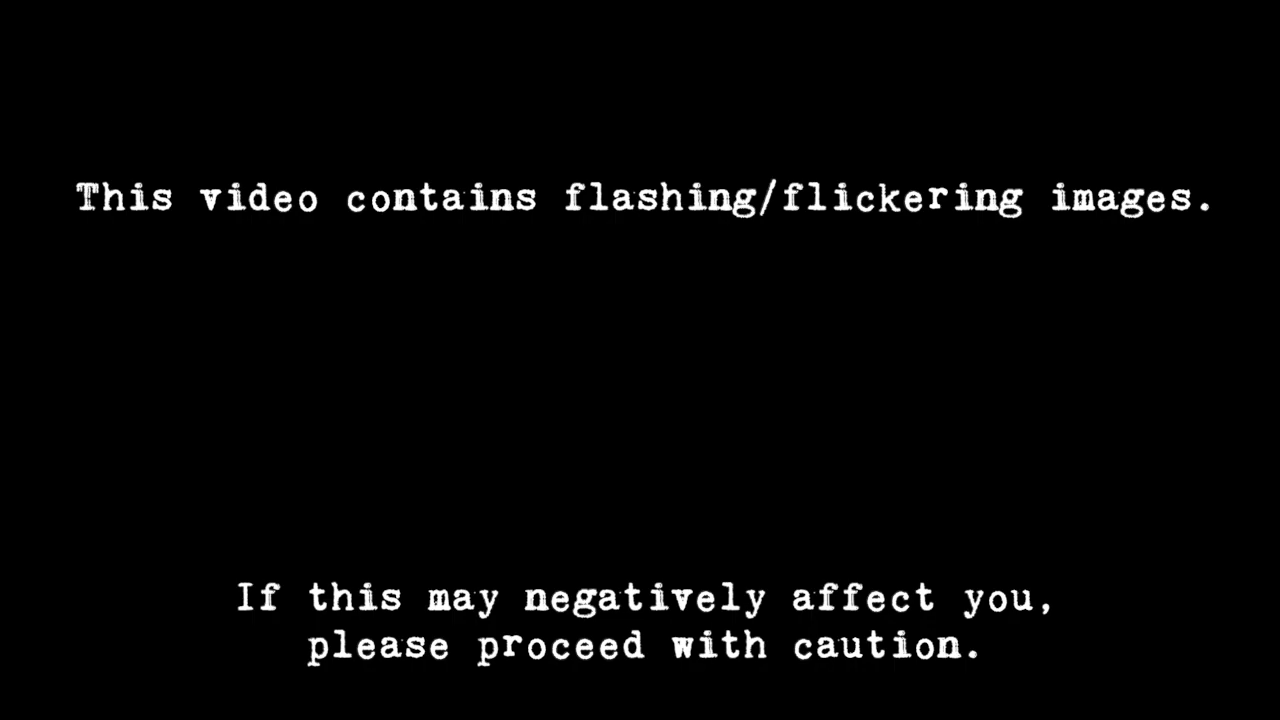 This video contains flashing/flickering images.
If this may negatively affect you,
please proceed with caution.